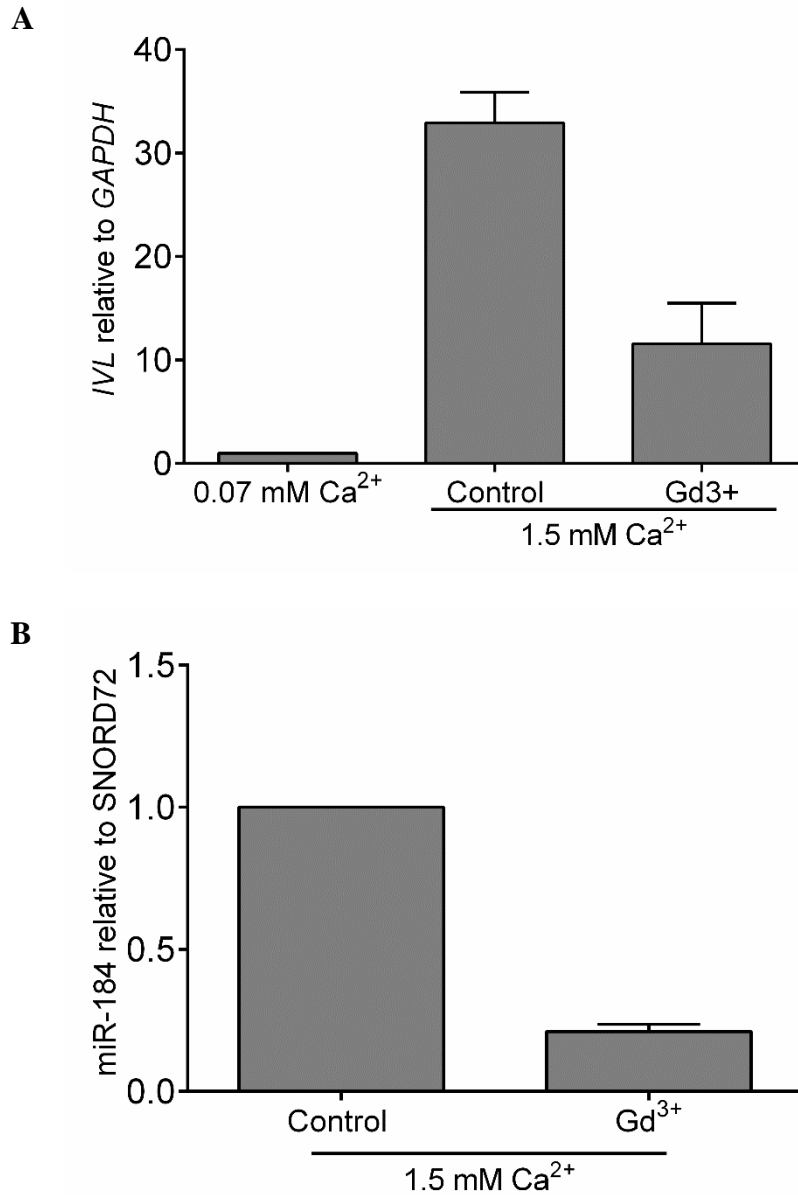 A
IVL relative to GAPDH
40
30
20
10
0
0.07 mM Ca²⁺
Control
Gd3+
1.5 mM Ca²⁺
B
miR-184 relative to SNORD72
1.5
1.0
0.5
0.0
Control
Gd³⁺
1.5 mM Ca²⁺